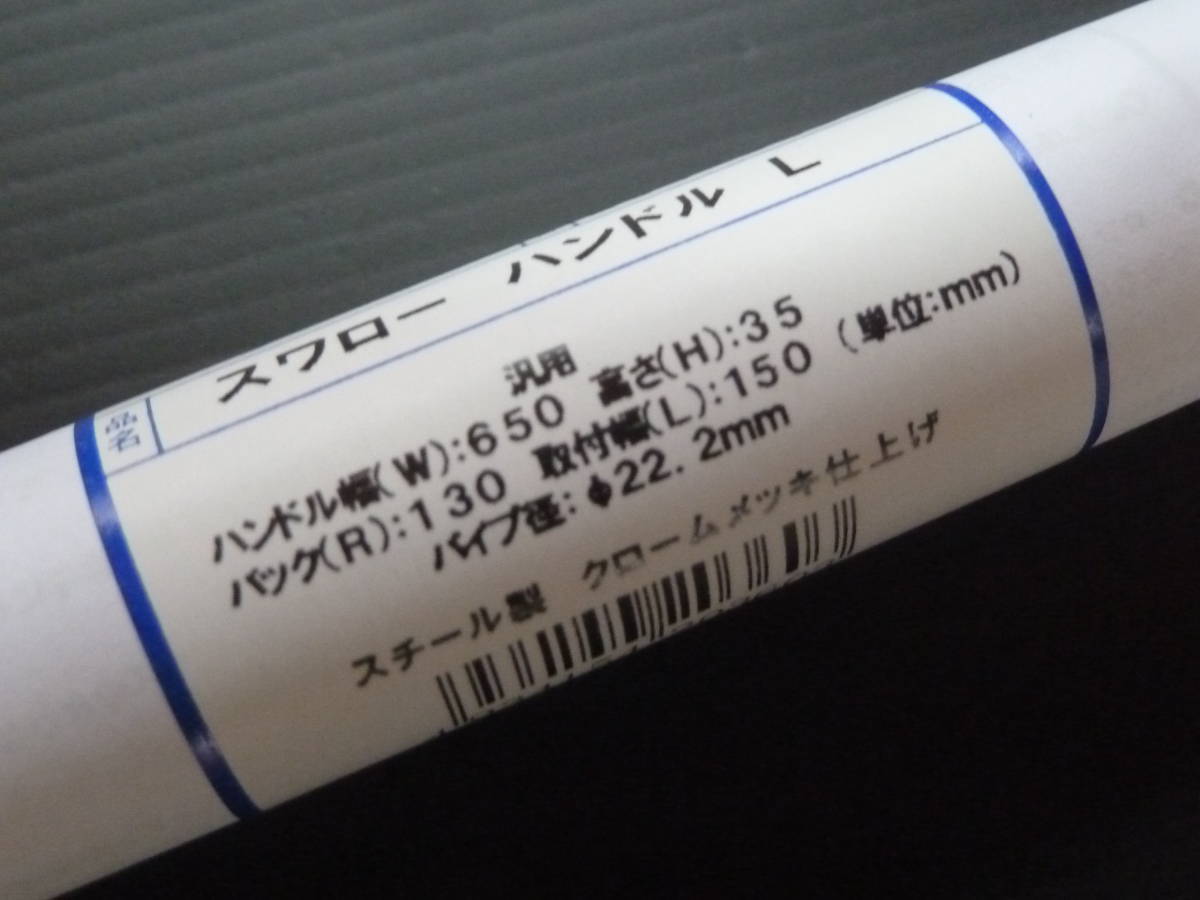 品名 スワロー ハンドル L
汎用
ハンドル幅(W):650 高さ(H):35
バック(R):130 取付幅(L):150 (単位:mm)
パイプ径:φ22.2mm
スチール製 クロームメッキ仕上げ